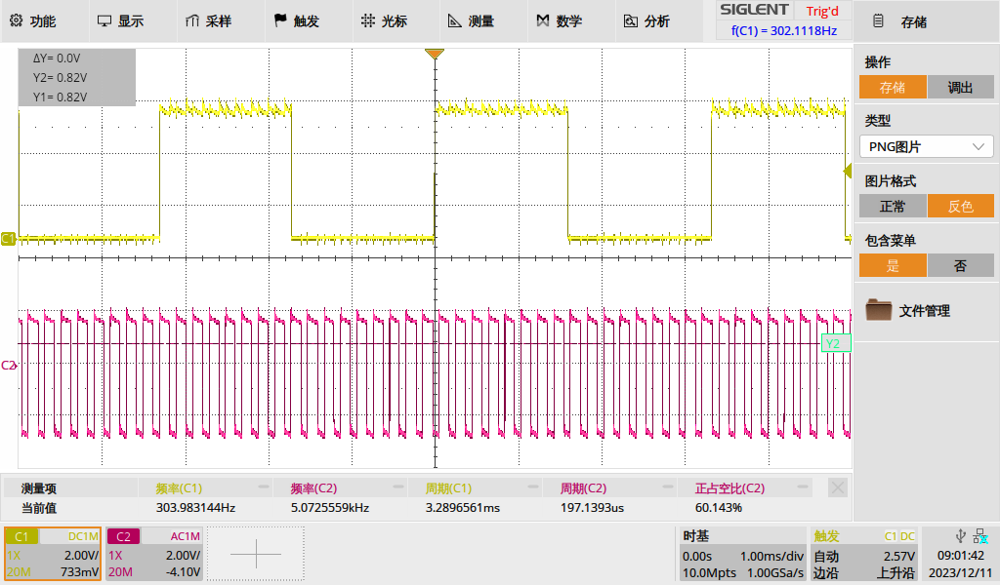 功能 显示 采样 触发 光标 测量 数学 分析 SIGLENT Trig'd 存储
f(C1) = 302.1118Hz
ΔY= 0.0V
Y2= 0.82V
Y1= 0.82V
操作
存储 调出
类型
PNG图片
图片格式
正常 反色
包含菜单
是 否
文件管理
C1
Y2
C2
测量项 频率(C1) 频率(C2) 周期(C1) 周期(C2) 正占空比(C2)
当前值 303.983144Hz 5.0725559kHz 3.2896561ms 197.1393us 60.143%
C1 DC1M
1X 2.00V/
20M 733mV
C2 AC1M
1X 2.00V/
20M -4.10V
时基
0.00s 1.00ms/div
10.0Mpts 1.00GSa/s
触发 C1 DC
自动 2.57V
边沿 上升沿
09:01:42
2023/12/11